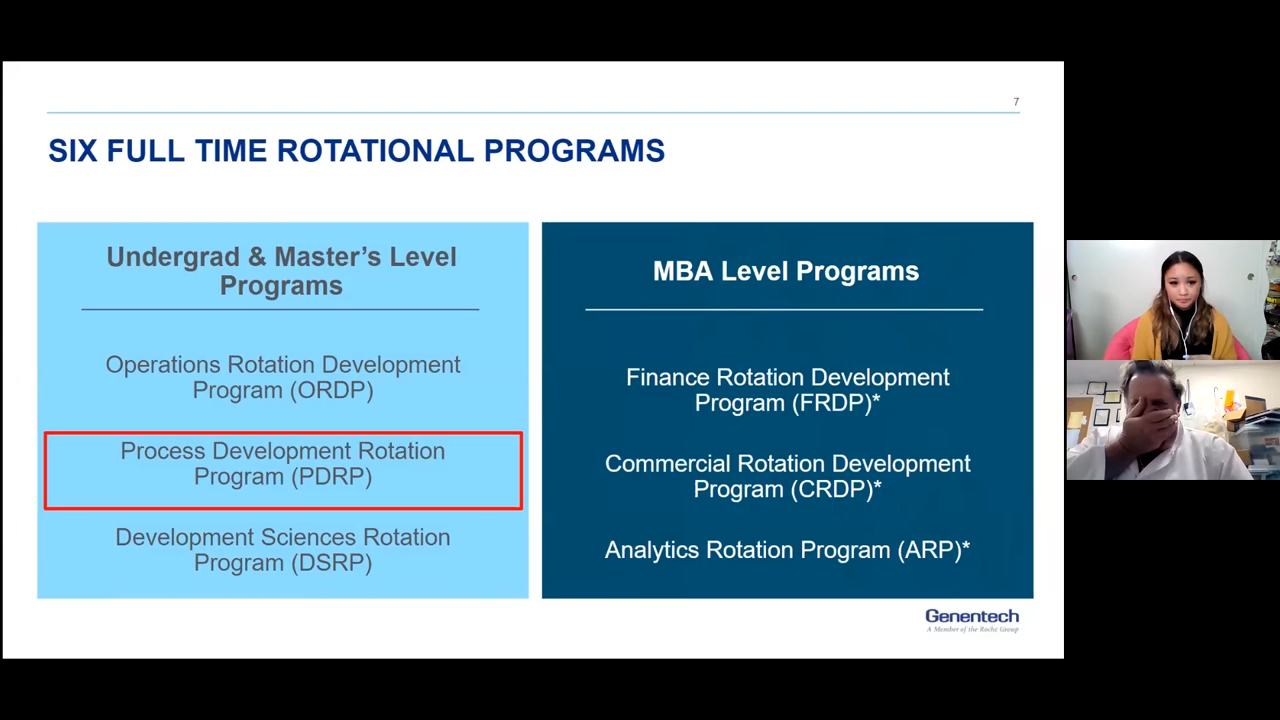 7
SIX FULL TIME ROTATIONAL PROGRAMS
Undergrad & Master's Level
Programs
Operations Rotation Development
Program (ORDP)
Process Development Rotation
Program (PDRP)
Development Sciences Rotation
Program (DSRP)
MBA Level Programs
Finance Rotation Development
Program (FRDP)*
Commercial Rotation Development
Program (CRDP)*
Analytics Rotation Program (ARP)*
Genentech
A Member of the Roche Group